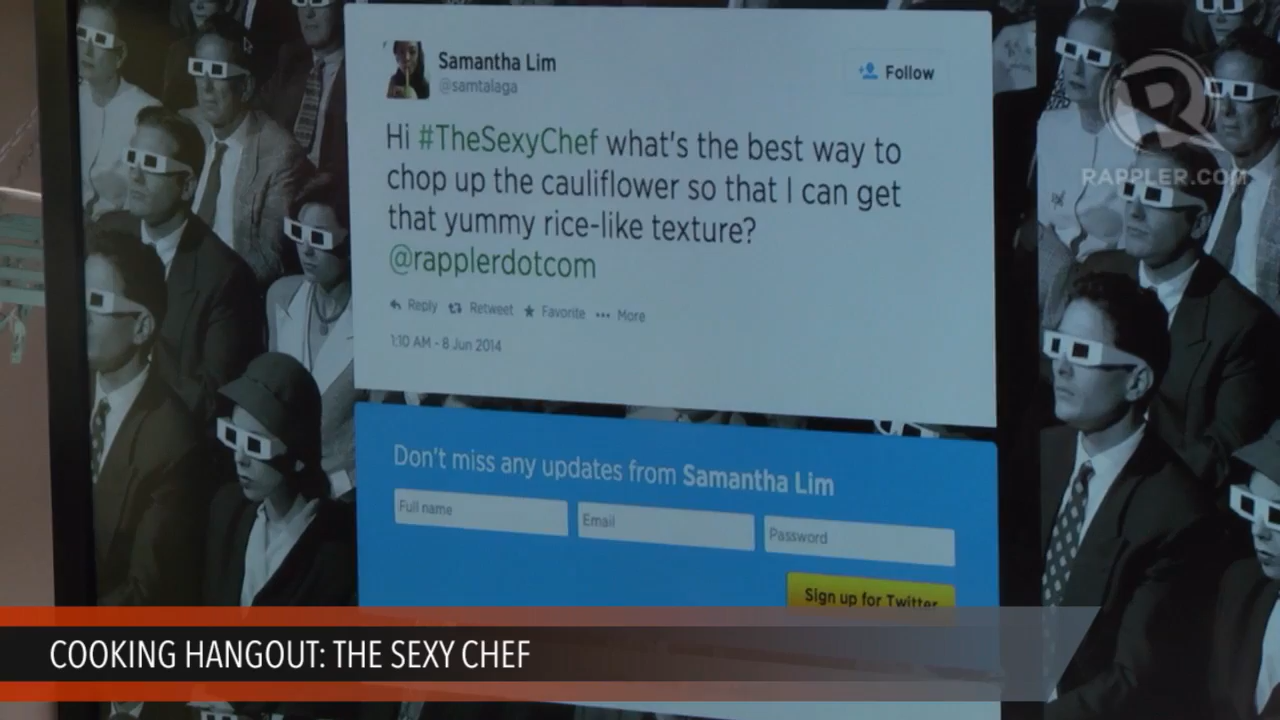 Samantha Lim
@samtalaga
Follow
Hi #TheSexyChef what's the best way to
chop up the cauliflower so that I can get
that yummy rice-like texture?
@rapplerdotcom
Reply Retweet Favorite ••• More
1:10 AM - 8 Jun 2014
Don't miss any updates from Samantha Lim
Full name Email Password
Sign up for Twitter
R
RAPPLER.COM
COOKING HANGOUT: THE SEXY CHEF